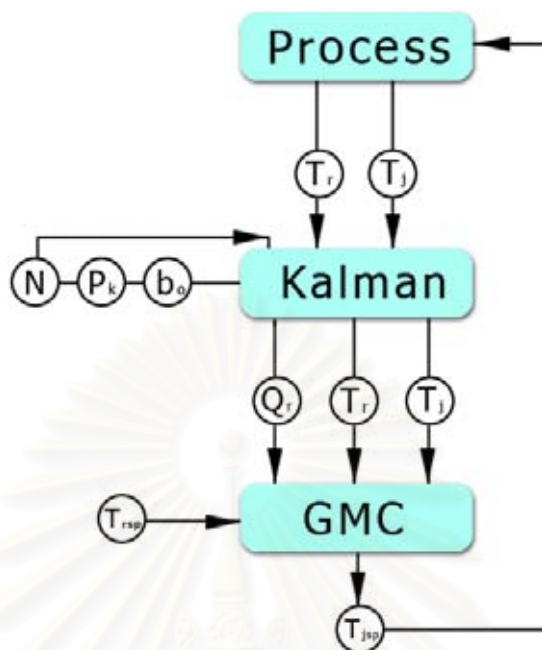 Process
Tr Tj
Kalman
N Pk bo
Qr Tr Tj
Trsp
GMC
Tjsp